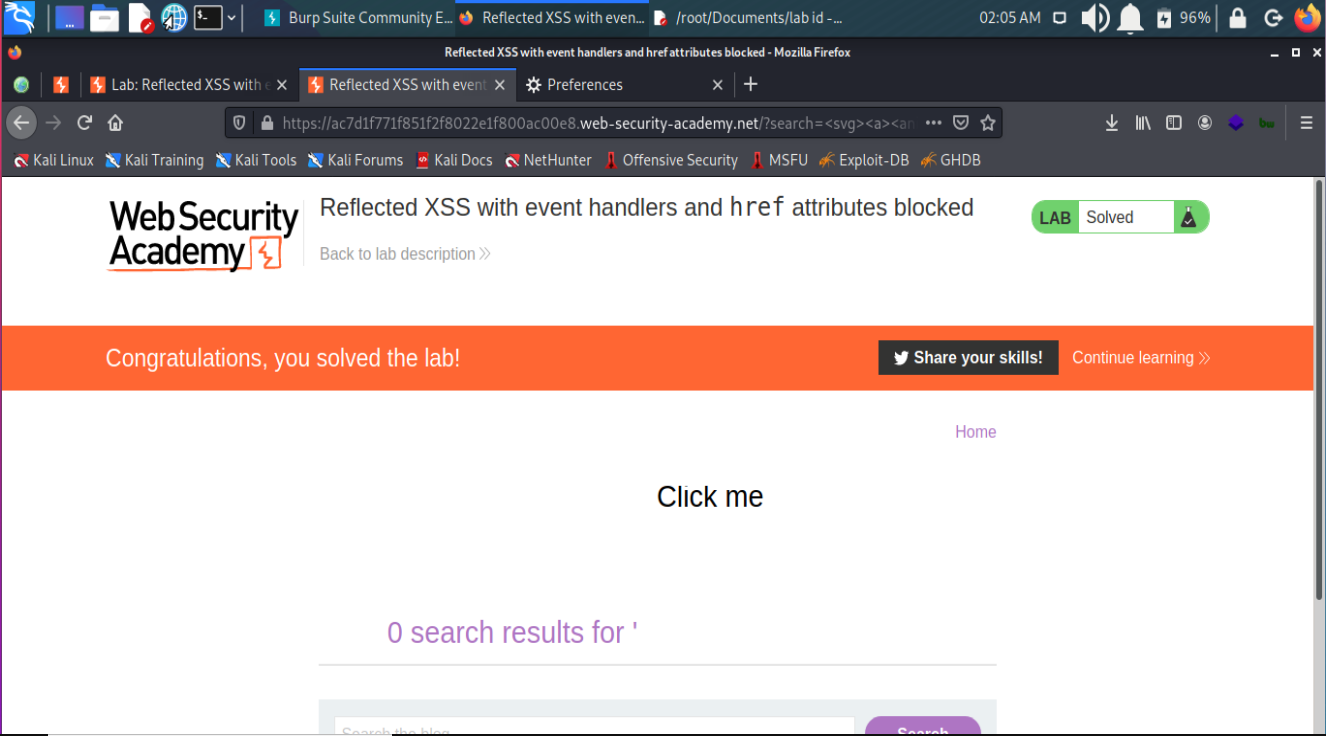 Burp Suite Community E... Reflected XSS with even... /root/Documents/lab id -... 02:05 AM 96%
Reflected XSS with event handlers and href attributes blocked - Mozilla Firefox
Lab: Reflected XSS with e Reflected XSS with event Preferences
https://ac7d1f771f851f2f8022e1f800ac00e8.web-security-academy.net/?search=<svg><a><an
Kali Linux Kali Training Kali Tools Kali Forums Kali Docs NetHunter Offensive Security MSFU Exploit-DB GHDB
Web Security
Academy
Reflected XSS with event handlers and href attributes blocked
LAB Solved
Back to lab description
Congratulations, you solved the lab!
Share your skills!
Continue learning
Home
Click me
0 search results for '
Search the blog...
Search